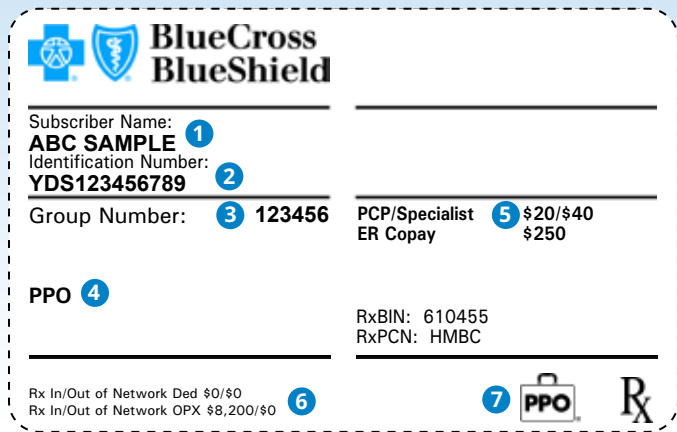 BlueCross
BlueShield
Subscriber Name:
ABC SAMPLE 1
Identification Number:
YDS123456789 2
Group Number: 3 123456
PPO 4
PCP/Specialist 5 $20/$40
ER Copay $250
RxBIN: 610455
RxPCN: HMBC
Rx In/Out of Network Ded $0/$0
Rx In/Out of Network OPX $8,200/$0 6
7 PPO Rx